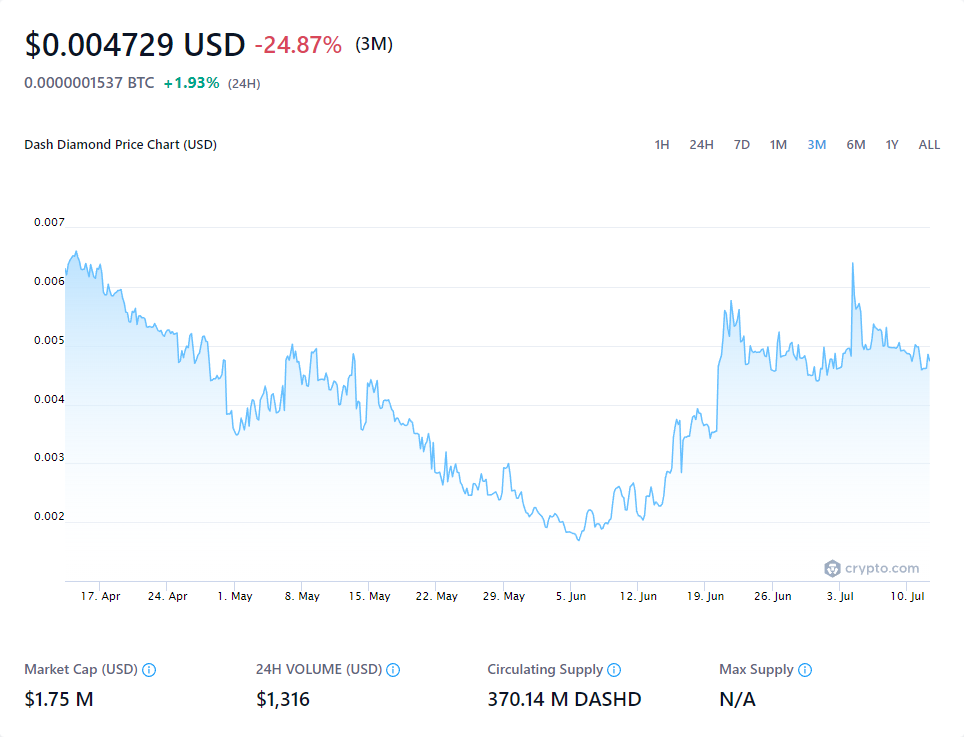 $0.004729 USD -24.87% (3M)
0.0000001537 BTC +1.93% (24H)
Dash Diamond Price Chart (USD) 1H 24H 7D 1M 3M 6M 1Y ALL
0.007
0.006
0.005
0.004
0.003
0.002
crypto.com
17. Apr 24. Apr 1. May 8. May 15. May 22. May 29. May 5. Jun 12. Jun 19. Jun 26. Jun 3. Jul 10. Jul
Market Cap (USD) 24H VOLUME (USD) Circulating Supply Max Supply
$1.75 M $1,316 370.14 M DASHD N/A